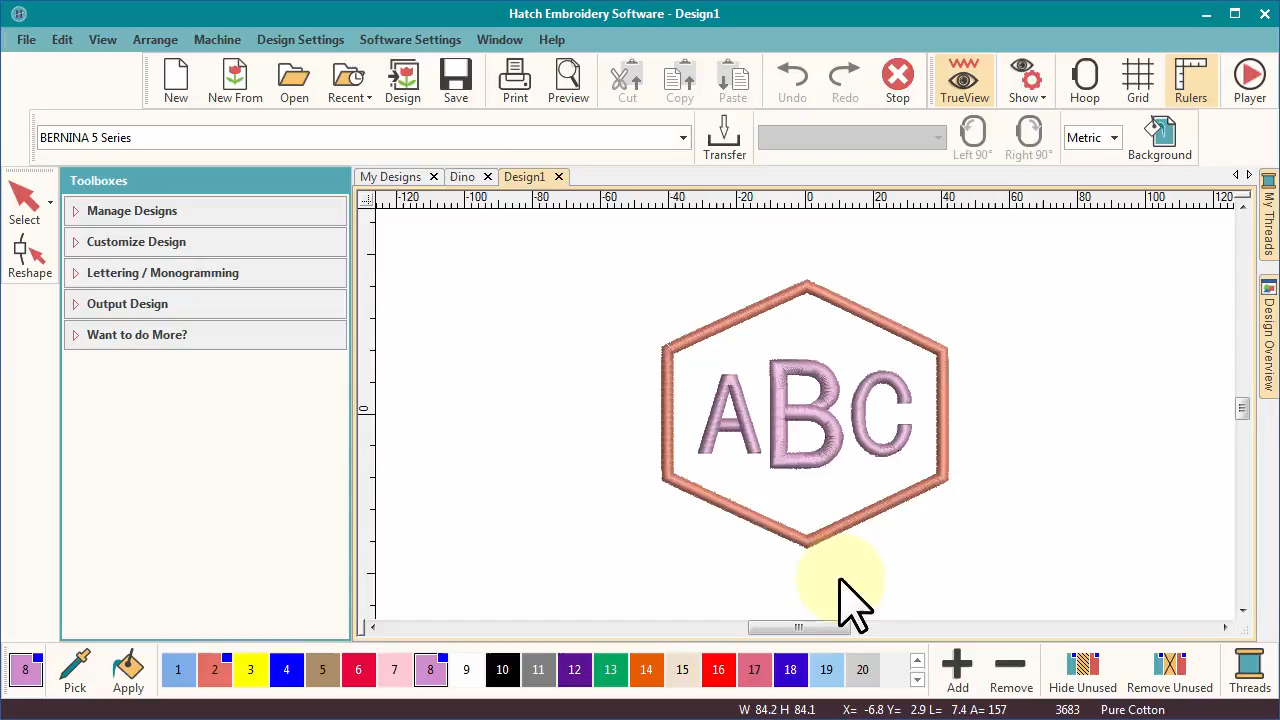 Hatch Embroidery Software - Design1
File Edit View Arrange Machine Design Settings Software Settings Window Help
New New From Open Recent Design Save Print Preview Cut Copy Paste Undo Redo Stop TrueView Show Hoop Grid Rulers Player
BERNINA 5 Series Transfer Left 90° Right 90° Metric Background
Select
Reshape
Toolboxes
Manage Designs
Customize Design
Lettering / Monogramming
Output Design
Want to do More?
My Designs Dino Design1
-120 -100 -80 -60 -40 -20 0 20 40 60 80 100 120
0
ABC
My Threads
Design Overview
8 Pick Apply 1 2 3 4 5 6 7 8 9 10 11 12 13 14 15 16 17 18 19 20 Add Remove Hide Unused Remove Unused Threads
W 84.2 H 84.1 X= -6.8 Y= 2.9 L= 7.4 A= 157 3683 Pure Cotton